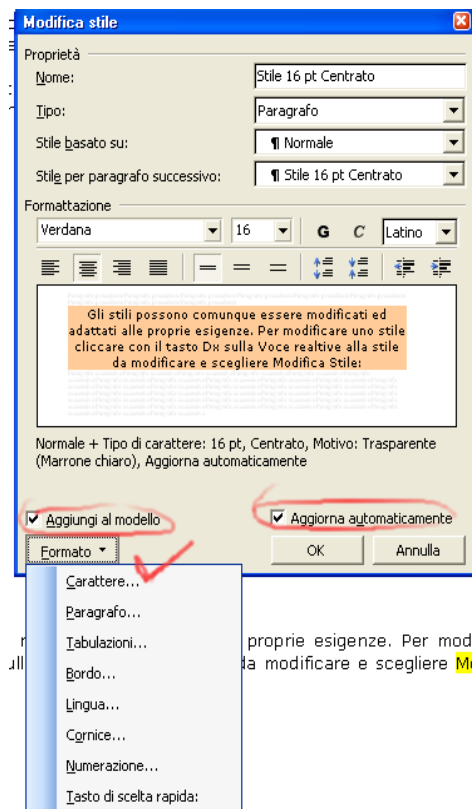 Modifica stile
Proprietà
Nome:
Stile 16 pt Centrato
Tipo:
Paragrafo
Stile basato su:
¶ Normale
Stile per paragrafo successivo:
¶ Stile 16 pt Centrato
Formattazione
Verdana
16
G
C
Latino
Gli stili possono comunque essere modificati ed
adattati alle proprie esigenze. Per modificare uno stile
cliccare con il tasto Dx sulla Voce realtive alla stile
da modificare e scegliere Modifica Stile:
Normale + Tipo di carattere: 16 pt, Centrato, Motivo: Trasparente
(Marrone chiaro), Aggiorna automaticamente
Aggiungi al modello
Aggiorna automaticamente
Formato
OK
Annulla
Carattere...
Paragrafo...
Tabulazioni...
Bordo...
Lingua...
Cornice...
Numerazione...
Tasto di scelta rapida:
proprie esigenze. Per mod
da modificare e scegliere